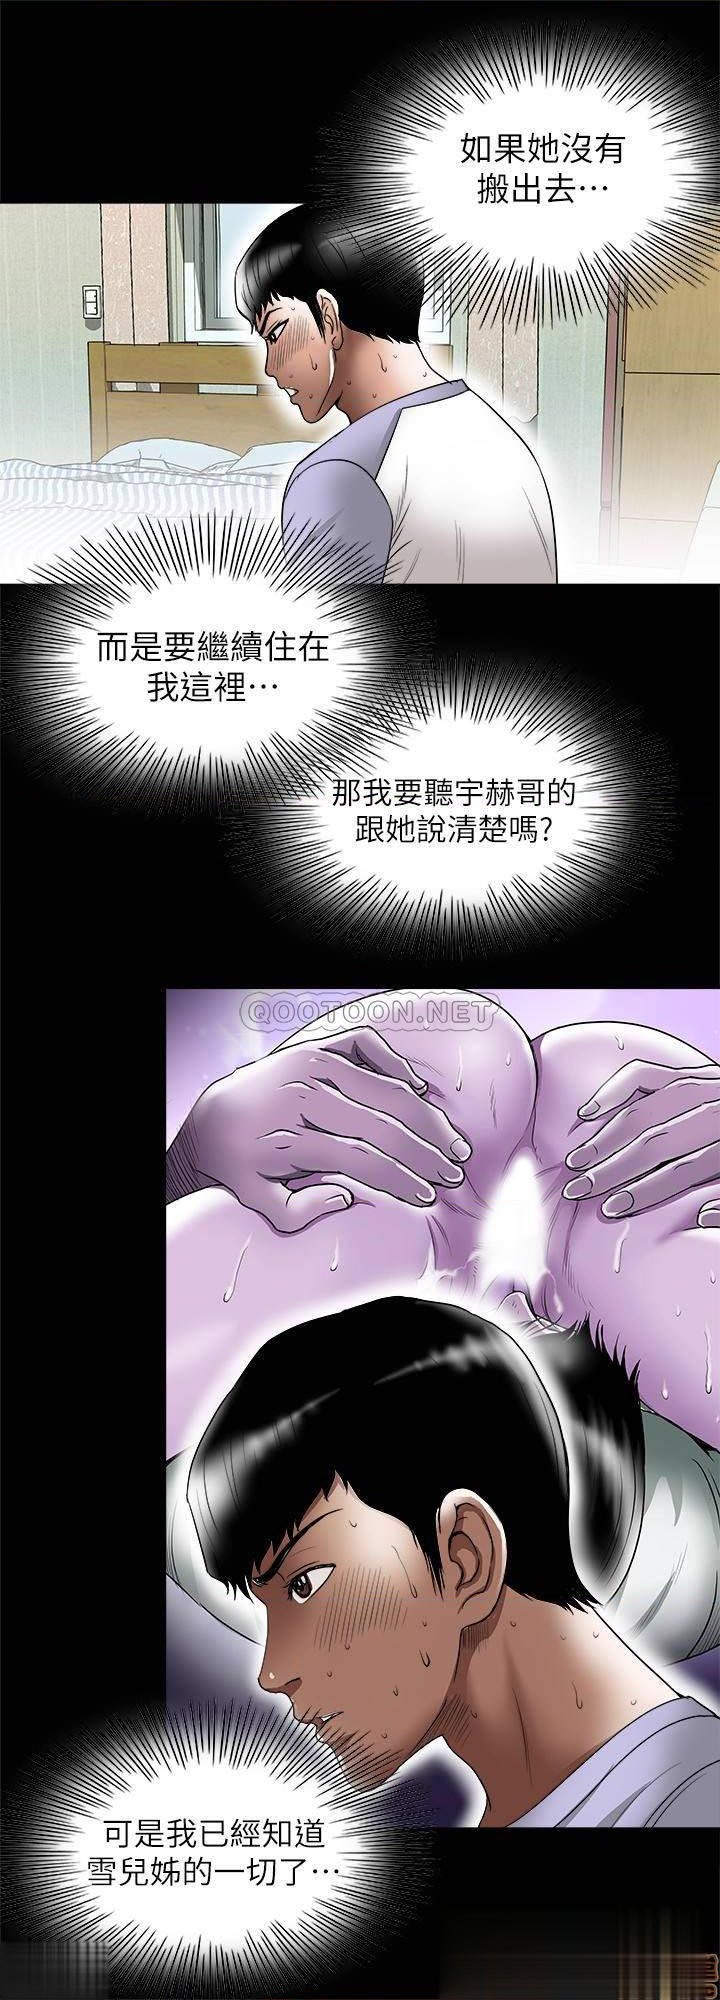 如果她沒有
搬出去⋯
而是要繼續住在
我這裡⋯
那我要聽宇赫哥的
跟她說清楚嗎?
QOOTOON.NET
可是我已經知道
雪兒姊的一切了⋯